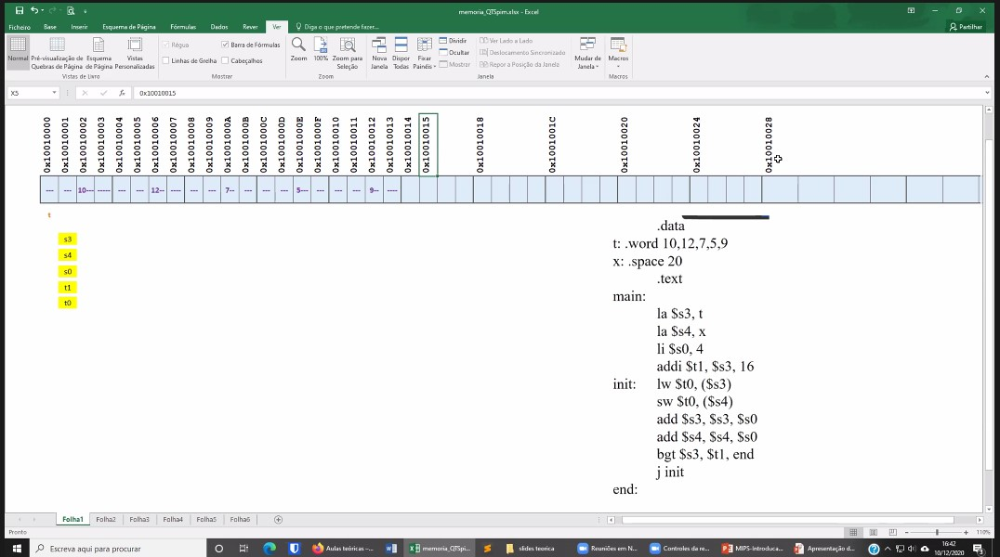 memoria_QTSpim.xlsx - Excel
Ficheiro Base Inserir Esquema de Página Fórmulas Dados Rever Ver Diga o que pretende fazer... Partilhar
Normal
Pré-visualização de Quebras de Página
Esquema de Página
Vistas Personalizadas
Vistas de Livro
Régua
Barra de Fórmulas
Linhas de Grelha
Cabeçalhos
Mostrar
Zoom
100%
Zoom para Seleção
Zoom
Nova Janela
Dispor Todas
Fixar Painéis
Dividir
Ocultar
Mostrar
Ver Lado a Lado
Deslocamento Sincronizado
Repor a Posição da Janela
Janela
Mudar de Janela
Macros
Macros
X5 fx 0x10010015
0x10010000
0x10010001
0x10010002
0x10010003
0x10010004
0x10010005
0x10010006
0x10010007
0x10010008
0x10010009
0x1001000A
0x1001000B
0x1001000C
0x1001000D
0x1001000E
0x1001000F
0x10010010
0x10010011
0x10010012
0x10010013
0x10010014
0x10010015
0x10010018
0x1001001C
0x10010020
0x10010024
0x10010028
--- --- 10--- ----- --- --- 12--- ---- --- --- 7-- --- --- --- 5--- --- --- --- 9-- ----
t
s3
s4
s0
t1
t0
.data
t: .word 10,12,7,5,9
x: .space 20
.text
main:
la $s3, t
la $s4, x
li $s0, 4
addi $t1, $s3, 16
init: lw $t0, ($s3)
sw $t0, ($s4)
add $s3, $s3, $s0
add $s4, $s4, $s0
bgt $s3, $t1, end
j init
end:
Folha1 Folha2 Folha3 Folha4 Folha5 Folha6
Pronto 110%
Escreva aqui para procurar
Aulas teóricas –...
memoria_QTSpi...
slides teorica
Reuniões em N...
Controles da re...
MIPS-Introduca...
Apresentação d...
16:42
10/12/2020